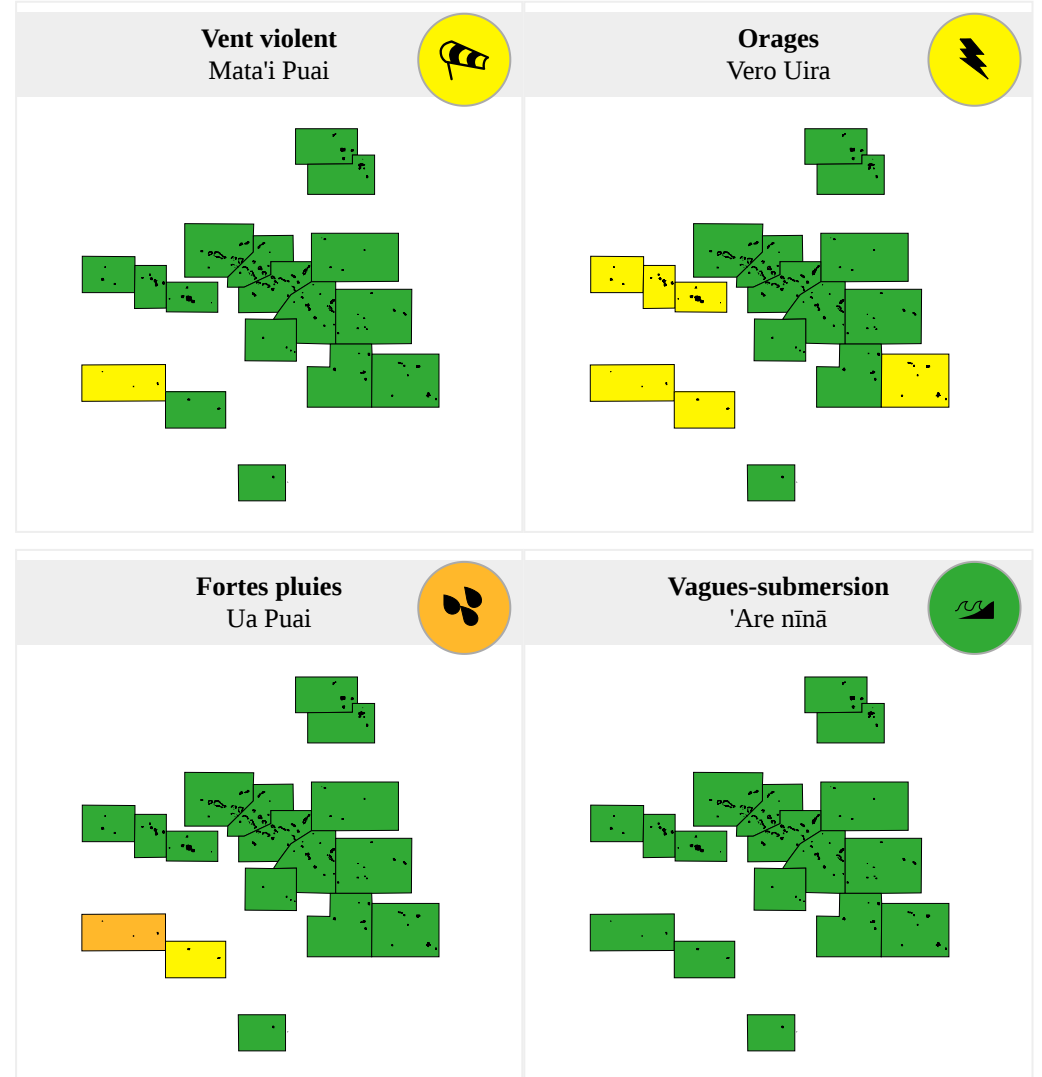 Vent violent
Mata'i Puai
Orages
Vero Uira
Fortes pluies
Ua Puai
Vagues-submersion
'Are nīnā